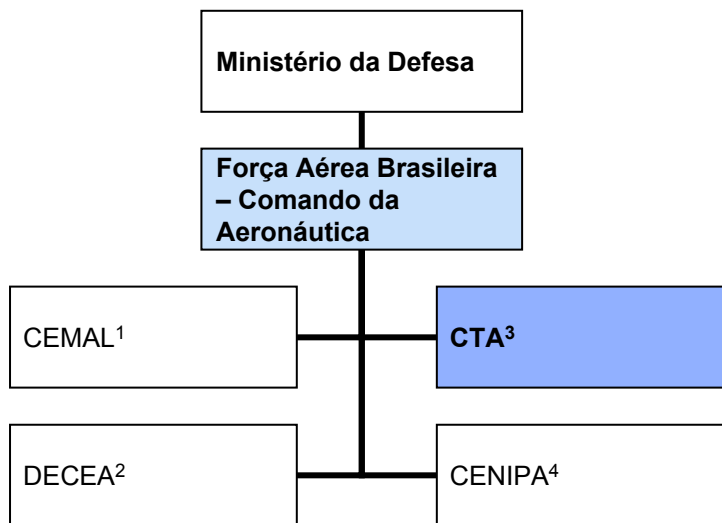 Ministério da Defesa
Força Aérea Brasileira
– Comando da
Aeronáutica
CEMAL¹
CTA³
DECEA²
CENIPA⁴